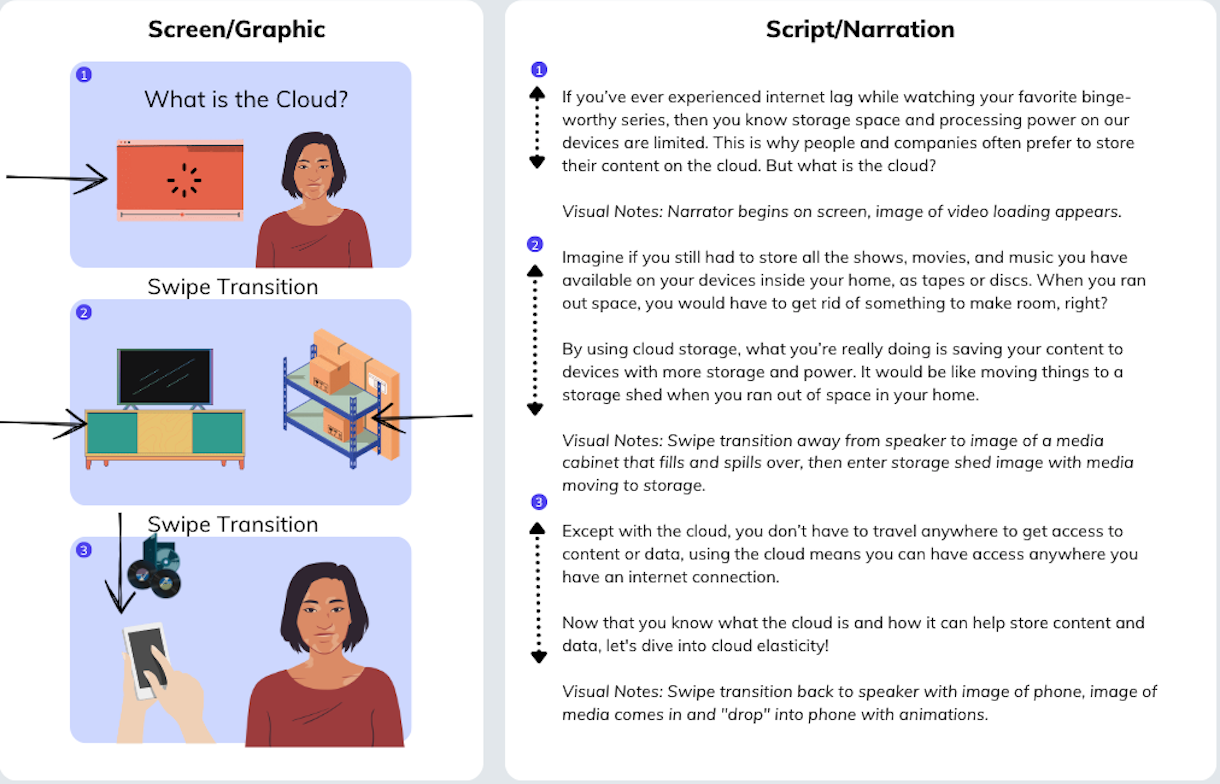 Screen/Graphic
1
What is the Cloud?
Swipe Transition
2
Swipe Transition
3
Script/Narration
1
If you’ve ever experienced internet lag while watching your favorite binge-
worthy series, then you know storage space and processing power on our
devices are limited. This is why people and companies often prefer to store
their content on the cloud. But what is the cloud?
Visual Notes: Narrator begins on screen, image of video loading appears.
2
Imagine if you still had to store all the shows, movies, and music you have
available on your devices inside your home, as tapes or discs. When you ran
out space, you would have to get rid of something to make room, right?
By using cloud storage, what you’re really doing is saving your content to
devices with more storage and power. It would be like moving things to a
storage shed when you ran out of space in your home.
Visual Notes: Swipe transition away from speaker to image of a media
cabinet that fills and spills over, then enter storage shed image with media
moving to storage.
3
Except with the cloud, you don’t have to travel anywhere to get access to
content or data, using the cloud means you can have access anywhere you
have an internet connection.
Now that you know what the cloud is and how it can help store content and
data, let's dive into cloud elasticity!
Visual Notes: Swipe transition back to speaker with image of phone, image of
media comes in and "drop" into phone with animations.